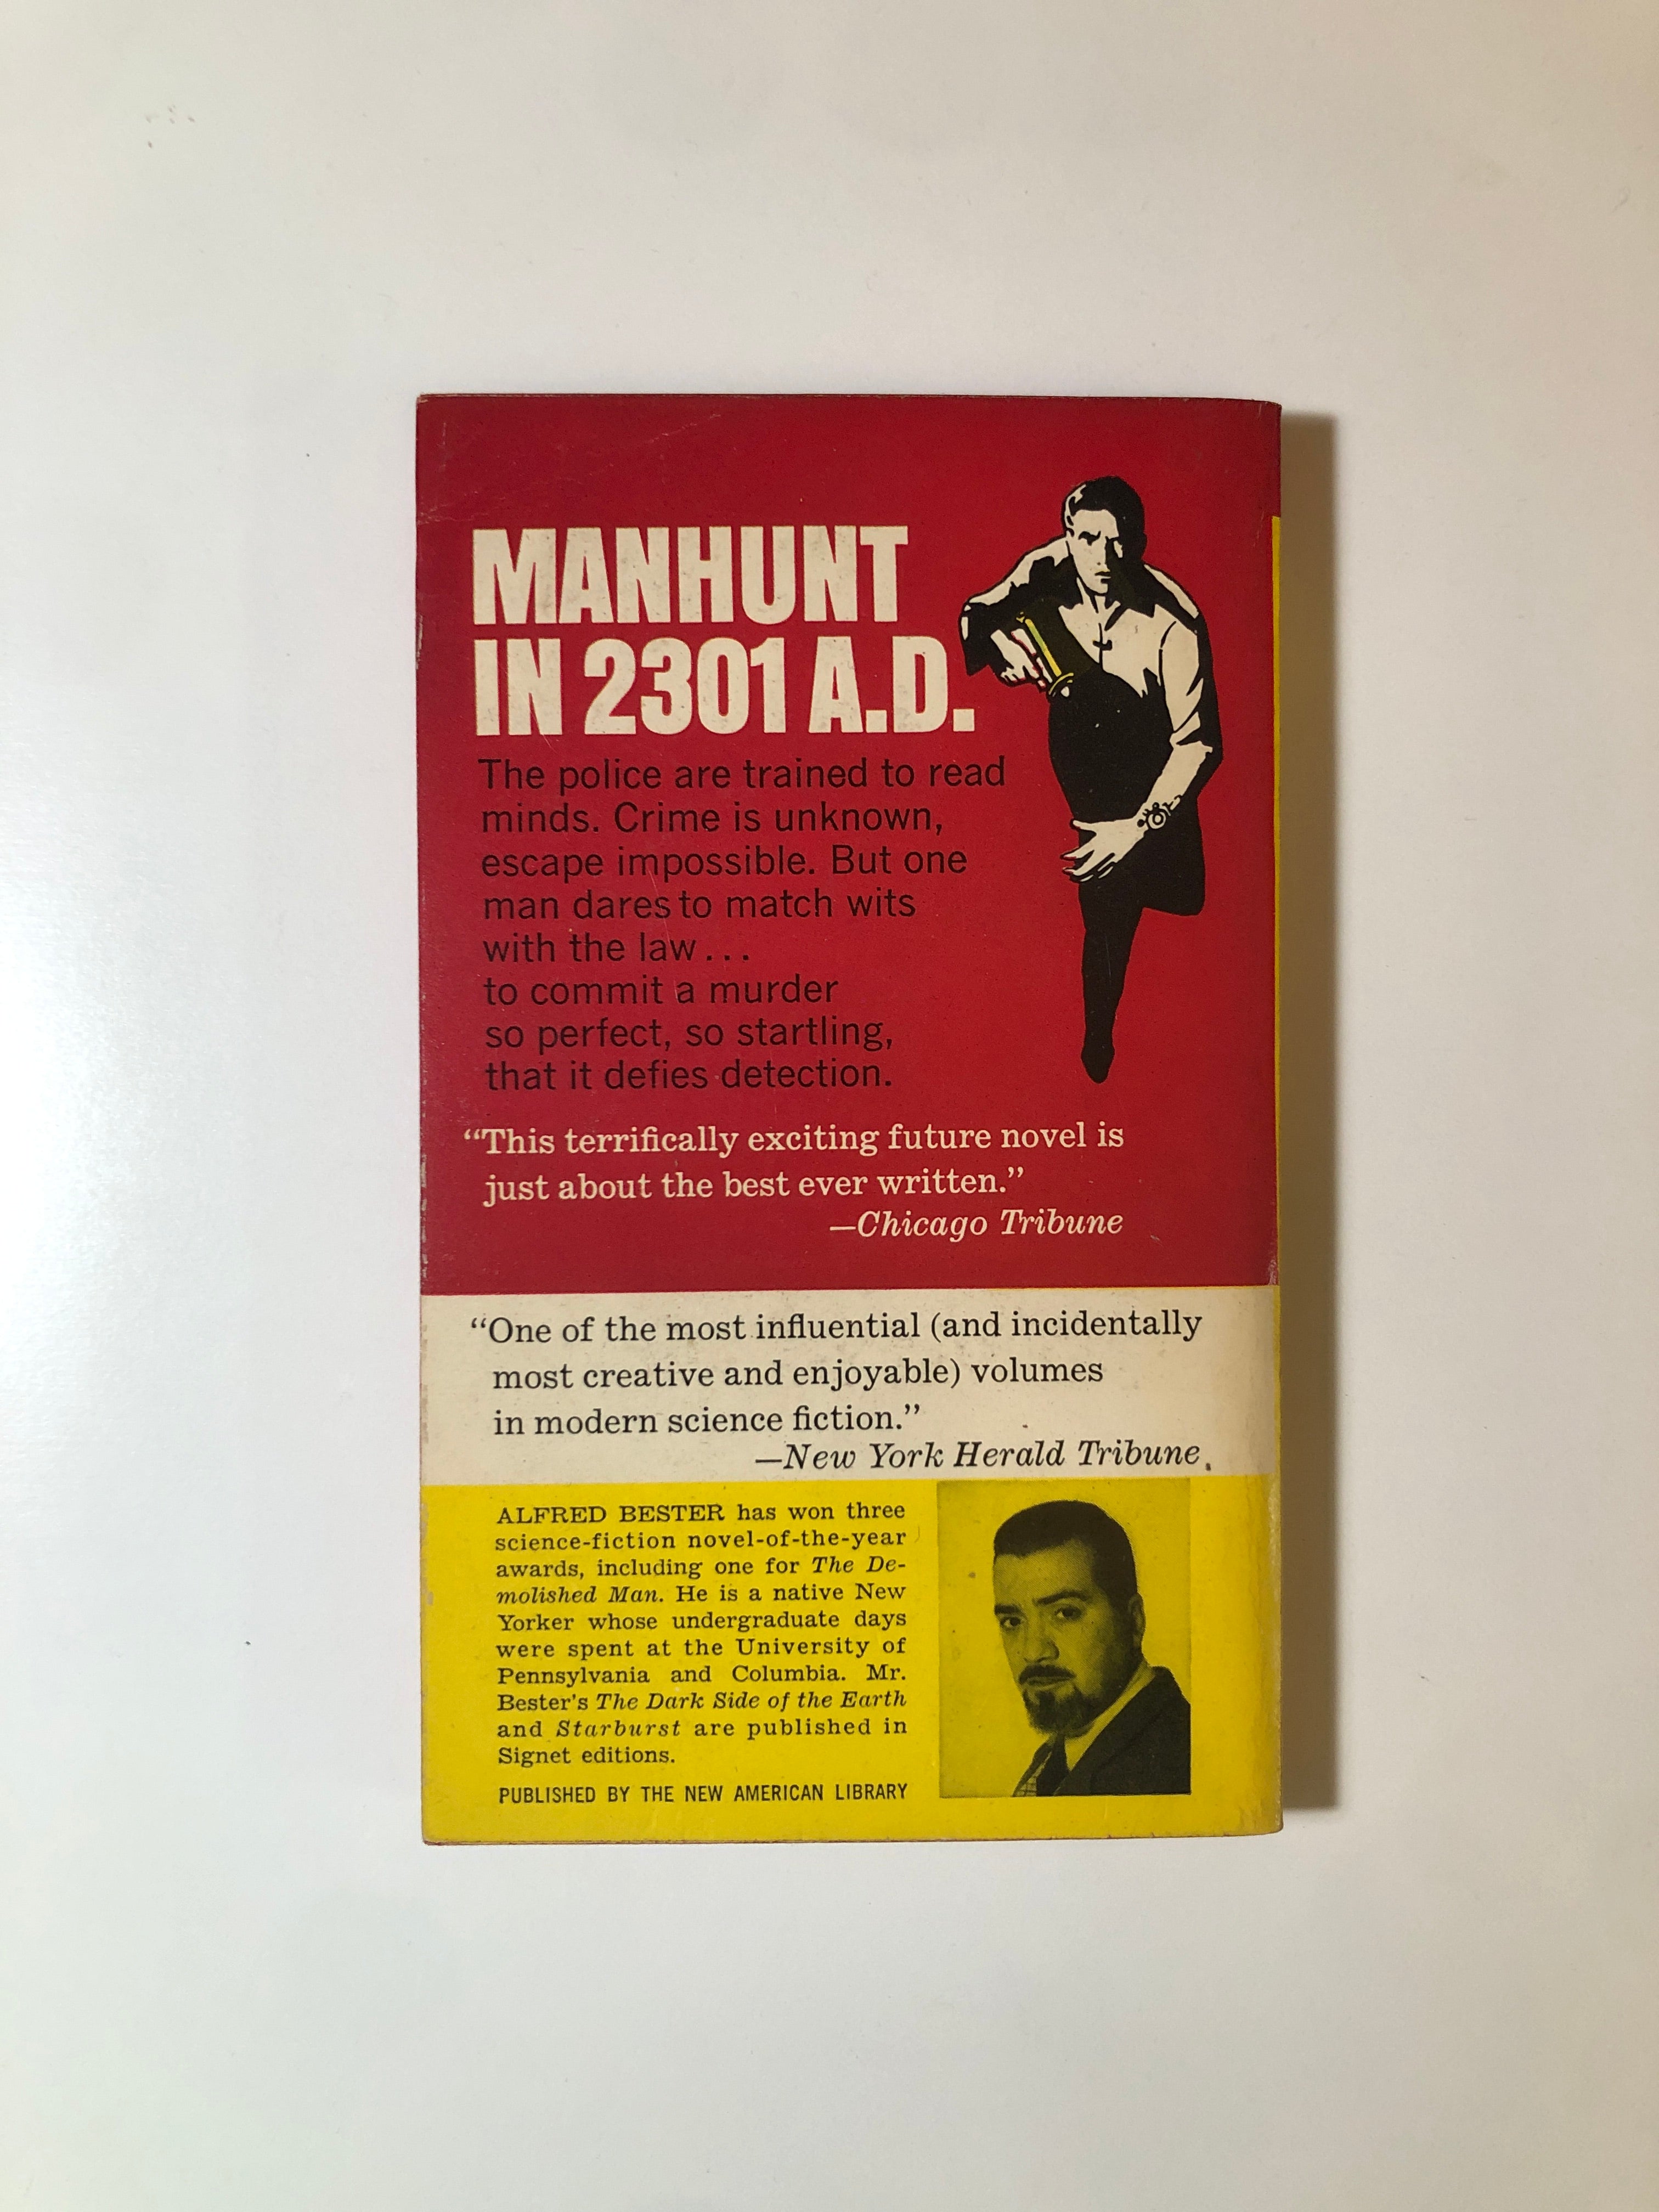 MANHUNT
IN 2301 A.D.
The police are trained to read
minds. Crime is unknown,
escape impossible. But one
man dares to match wits
with the law...
to commit a murder
so perfect, so startling,
that it defies detection.
“This terrifically exciting future novel is
just about the best ever written.”
—Chicago Tribune
“One of the most influential (and incidentally
most creative and enjoyable) volumes
in modern science fiction.”
—New York Herald Tribune
ALFRED BESTER has won three
science-fiction novel-of-the-year
awards, including one for The De-
molished Man. He is a native New
Yorker whose undergraduate days
were spent at the University of
Pennsylvania and Columbia. Mr.
Bester's The Dark Side of the Earth
and Starburst are published in
Signet editions.
PUBLISHED BY THE NEW AMERICAN LIBRARY